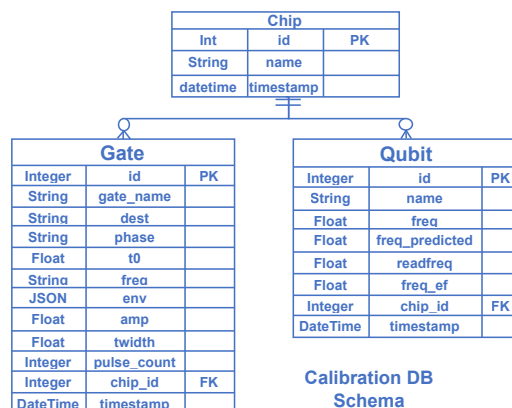 Chip
Int id PK
String name
datetime timestamp
Gate
Integer id PK
String gate_name
String dest
String phase
Float t0
String freq
JSON env
Float amp
Float twidth
Integer pulse_count
Integer chip_id FK
DateTime timestamp
Qubit
Integer id PK
String name
Float freq
Float freq_predicted
Float readfreq
Float freq_ef
Integer chip_id FK
DateTime timestamp
Calibration DB
Schema